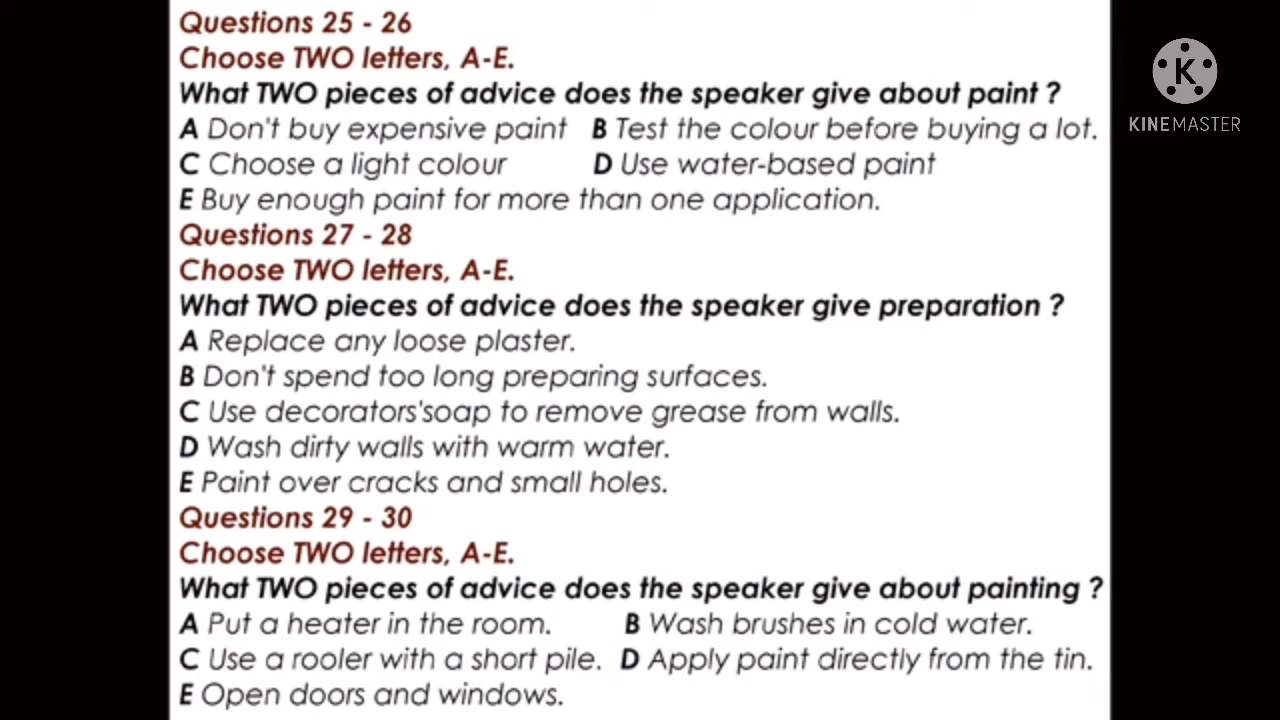 Questions 25 - 26
Choose TWO letters, A-E.
What TWO pieces of advice does the speaker give about paint ?
A Don't buy expensive paint B Test the colour before buying a lot.
C Choose a light colour D Use water-based paint
E Buy enough paint for more than one application.
Questions 27 - 28
Choose TWO letters, A-E.
What TWO pieces of advice does the speaker give preparation ?
A Replace any loose plaster.
B Don't spend too long preparing surfaces.
C Use decorators'soap to remove grease from walls.
D Wash dirty walls with warm water.
E Paint over cracks and small holes.
Questions 29 - 30
Choose TWO letters, A-E.
What TWO pieces of advice does the speaker give about painting ?
A Put a heater in the room. B Wash brushes in cold water.
C Use a rooler with a short pile. D Apply paint directly from the tin.
E Open doors and windows.
K
KINEMASTER